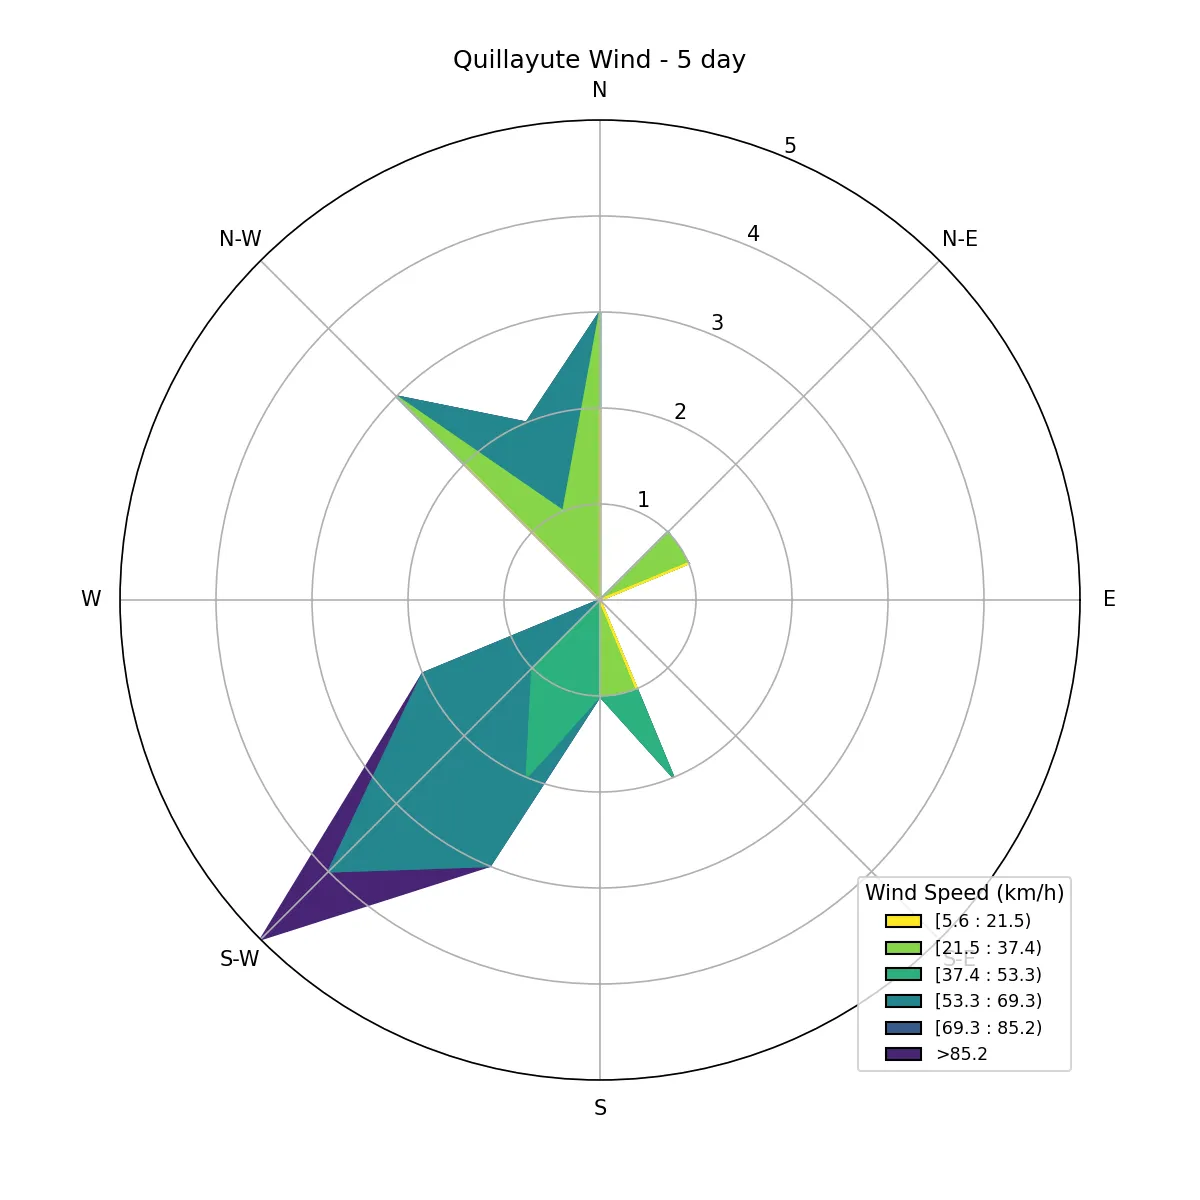 Quillayute Wind - 5 day
N
5
N-W
N-E
4
3
2
1
W
E
Wind Speed (km/h)
[5.6 : 21.5)
[21.5 : 37.4)
[37.4 : 53.3)
[53.3 : 69.3)
[69.3 : 85.2)
>85.2
S-W
S-E
S